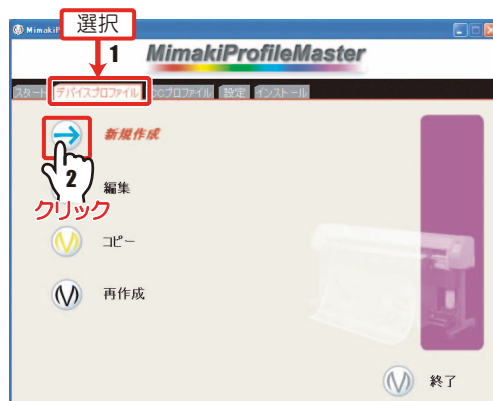 選択
1
MimakiProfileMaster
スタート デバイスプロファイル CCプロファイル 設定 インストール
新規作成
2
編集
クリック
コピー
再作成
終了